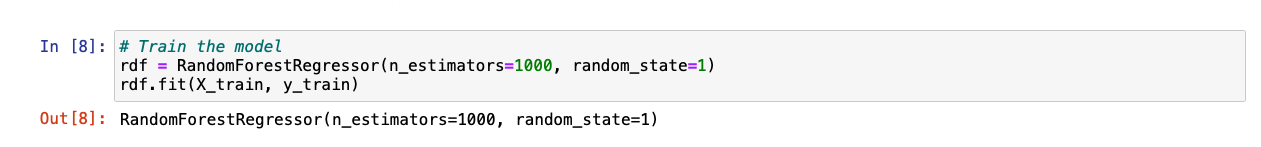 In [8]: # Train the model
rdf = RandomForestRegressor(n_estimators=1000, random_state=1)
rdf.fit(X_train, y_train)
Out[8]: RandomForestRegressor(n_estimators=1000, random_state=1)